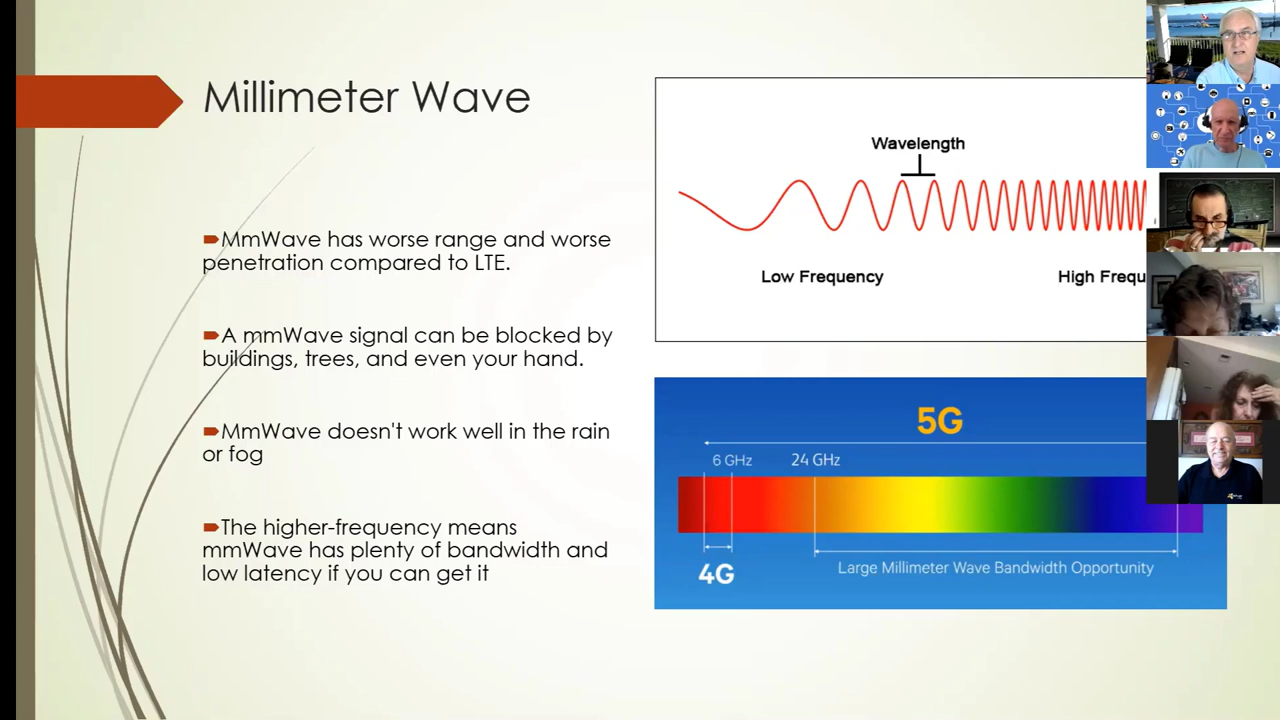 Millimeter Wave
MmWave has worse range and worse
penetration compared to LTE.
A mmWave signal can be blocked by
buildings, trees, and even your hand.
MmWave doesn't work well in the rain
or fog
The higher-frequency means
mmWave has plenty of bandwidth and
low latency if you can get it
Wavelength
Low Frequency
High Frequ
5G
6 GHz
24 GHz
4G
Large Millimeter Wave Bandwidth Opportunity